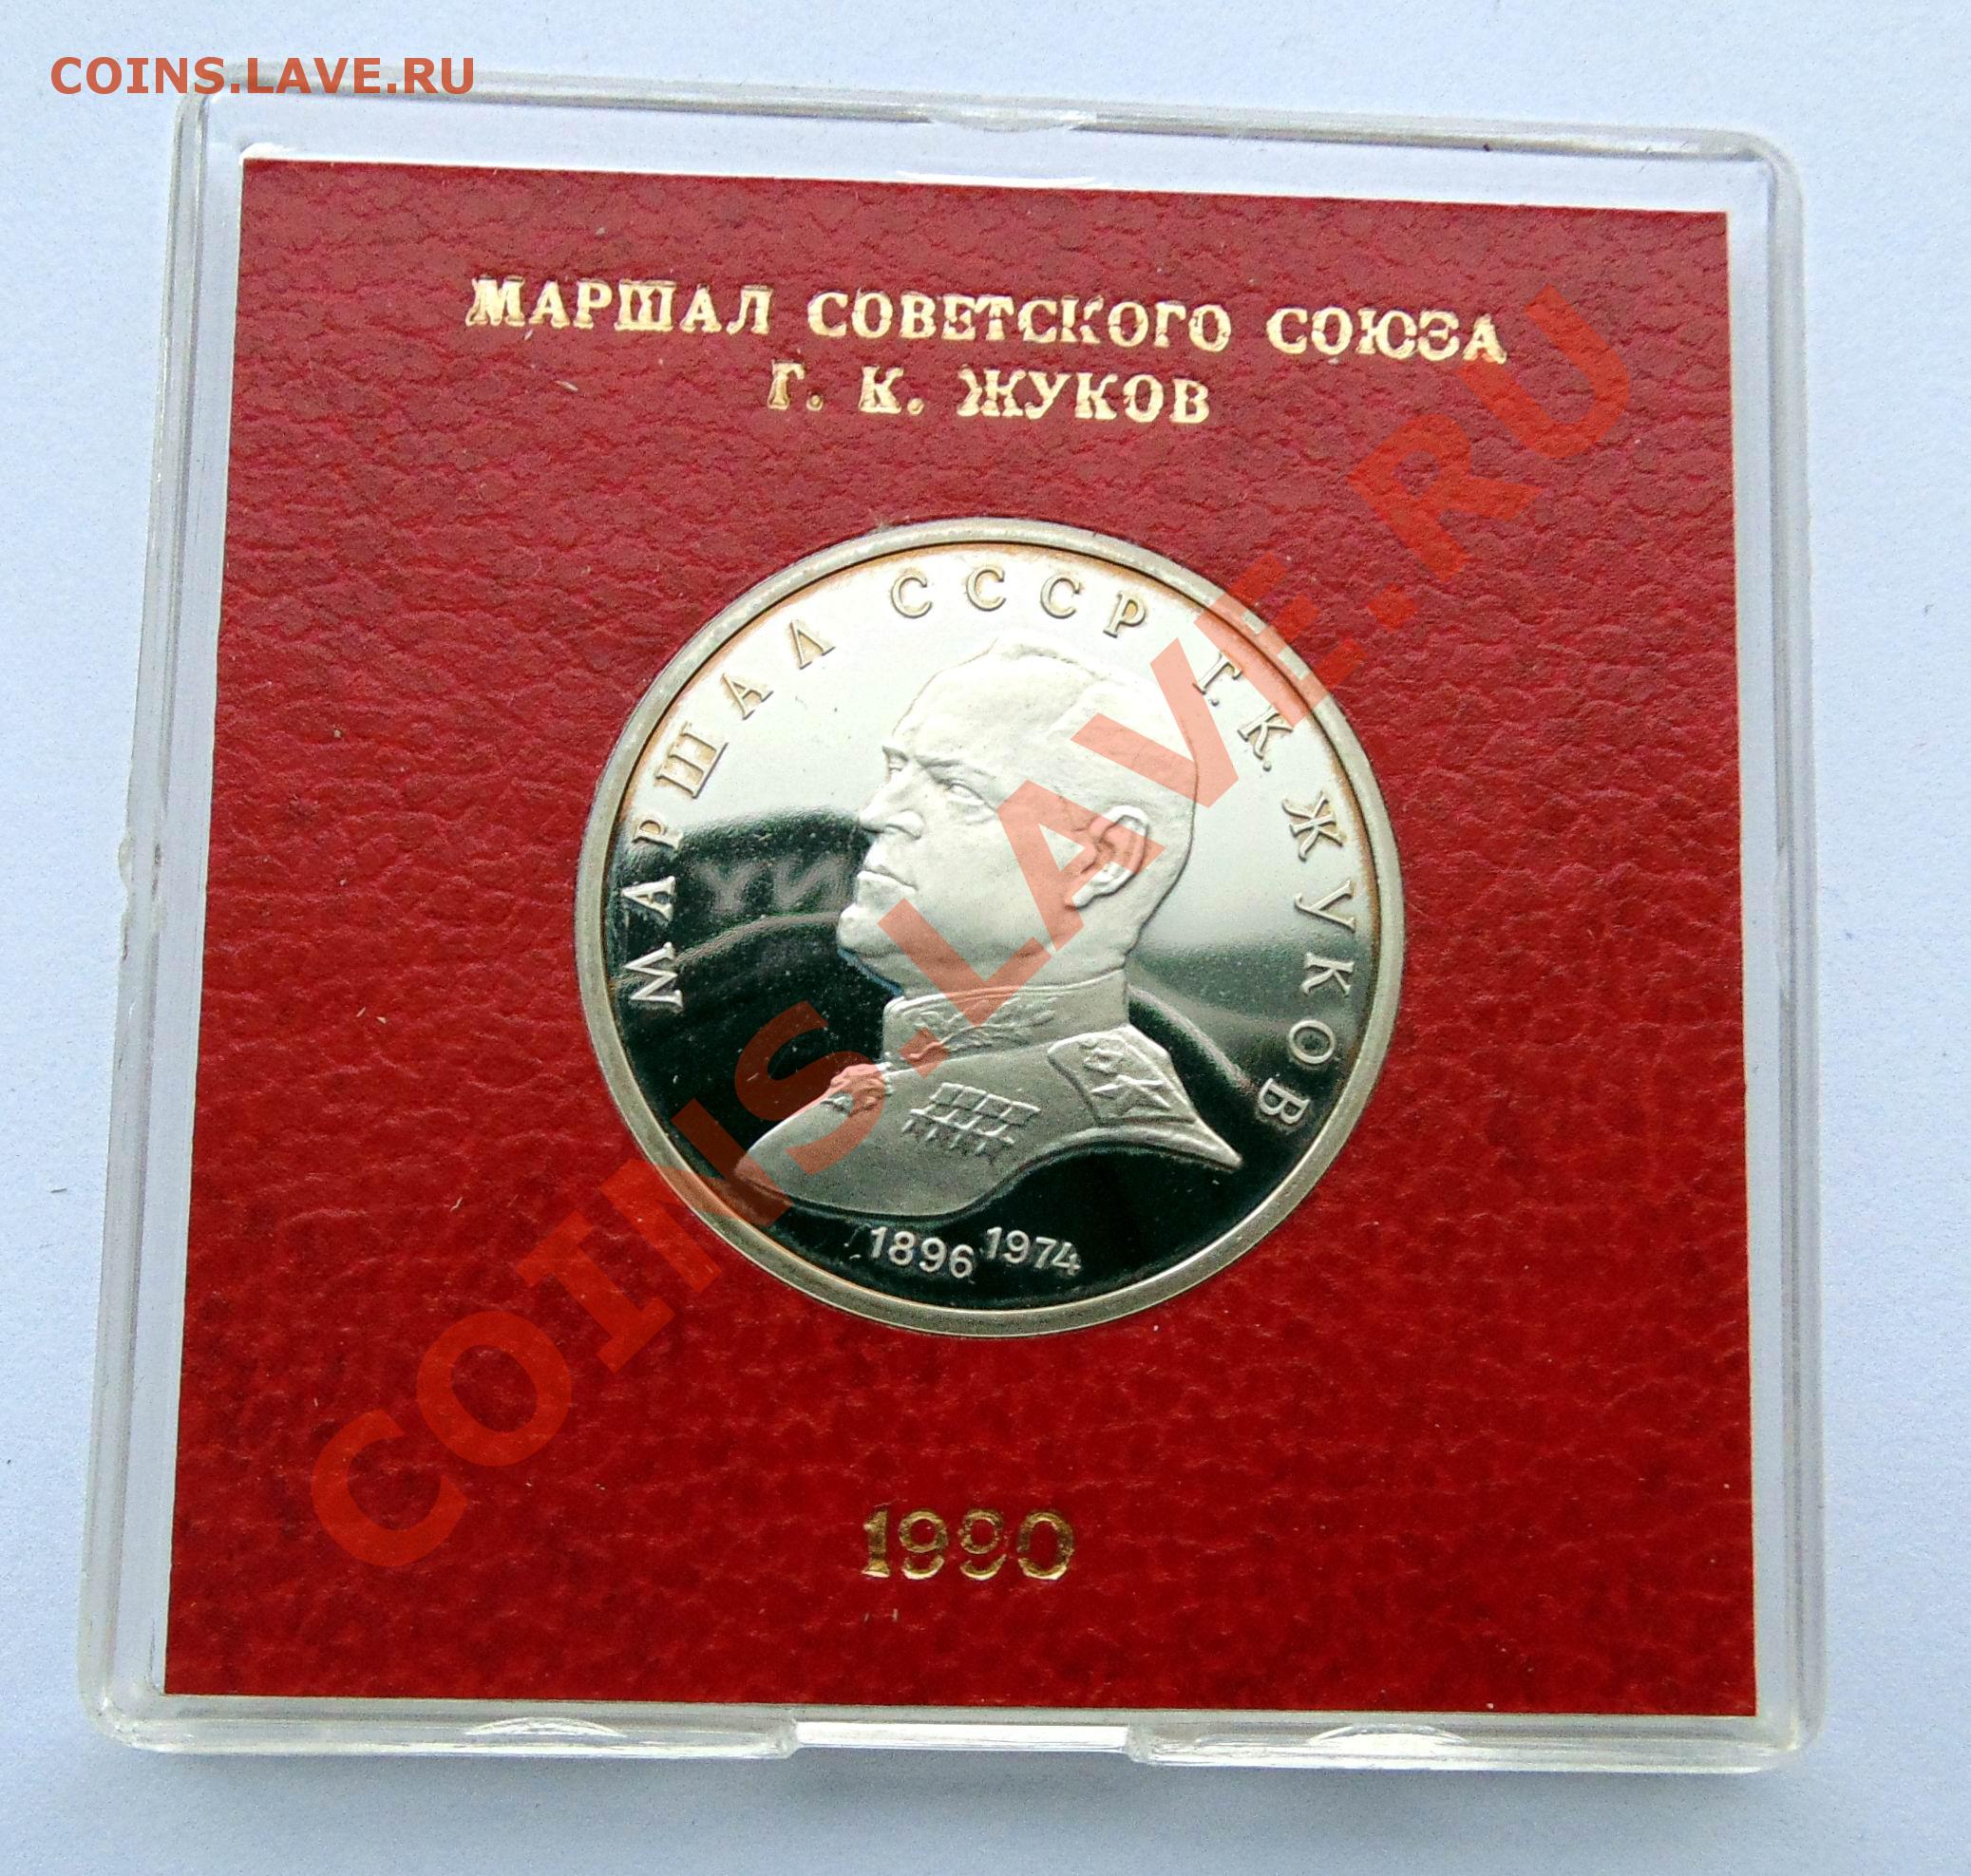 COINS.LAVE.RU
МАРШАЛ СОВЕТСКОГО СОЮЗА
Г. К. ЖУКОВ
МАРШАЛ СССР Г.К. ЖУКОВ
1896 1974
1990
COINS.LAVE.RU